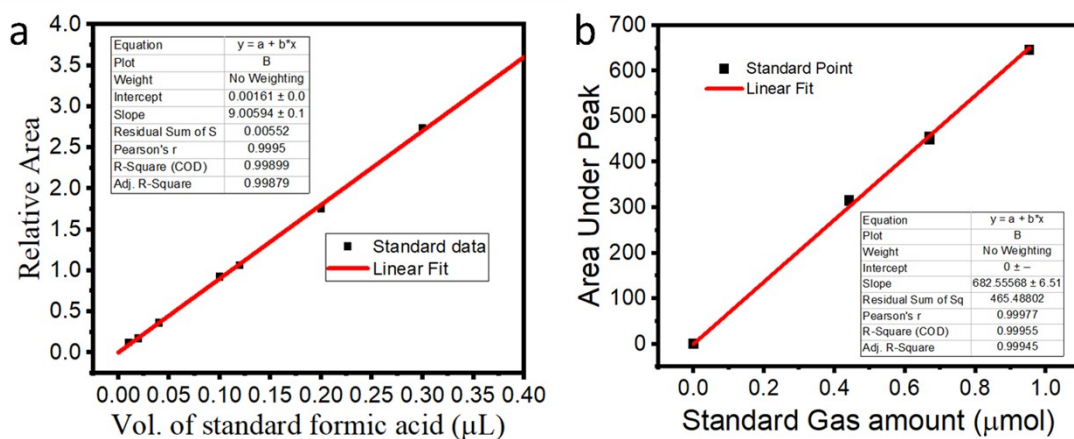 a
4.0
3.5
3.0
2.5
2.0
1.5
1.0
0.5
0.0
Relative Area
Equation y = a + b*x
Plot B
Weight No Weighting
Intercept 0.00161 ± 0.0
Slope 9.00594 ± 0.1
Residual Sum of S 0.00552
Pearson's r 0.9995
R-Square (COD) 0.99899
Adj. R-Square 0.99879
Standard data
Linear Fit
0.00 0.05 0.10 0.15 0.20 0.25 0.30 0.35 0.40
Vol. of standard formic acid (μL)
b
700
600
500
400
300
200
100
0
Area Under Peak
Standard Point
Linear Fit
Equation y = a + b*x
Plot B
Weight No Weighting
Intercept 0 ± --
Slope 682.55568 ± 6.51
Residual Sum of Sq 465.48802
Pearson's r 0.99977
R-Square (COD) 0.99955
Adj. R-Square 0.99945
0.0 0.2 0.4 0.6 0.8 1.0
Standard Gas amount (μmol)